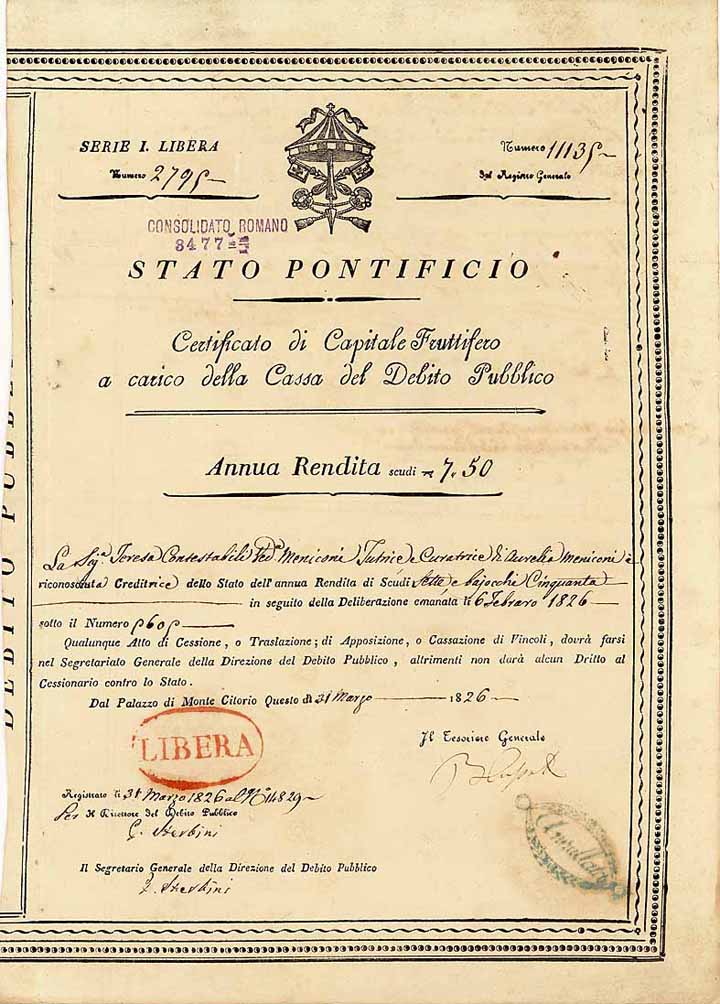 SERIE I. LIBERA
Numero 2795
Numero 11135
del Registro Generale
CONSOLIDATO ROMANO
8477
STATO PONTIFICIO
Certificato di Capitale Fruttifero
a carico della Cassa del Debito Pubblico
Annua Rendita scudi 7. 50
La Sig.a Teresa Contestabili Ved.a Meniconi Tutrice e Curatrice di Aurelia Meniconi è
riconosciuta Creditrice dello Stato dell'annua Rendita di Scudi Sette e bajocchi Cinquanta
in seguito della Deliberazione emanata li 6 Febraro 1826
sotto il Numero 5605
Qualunque Atto di Cessione, o Traslazione; di Apposizione, o Cassazione di Vincoli, dovrà farsi
nel Segretariato Generale della Direzione del Debito Pubblico, altrimenti non darà alcun Dritto al
Cessionario contro lo Stato.
Dal Palazzo di Monte Citorio Questo dì 31 Marzo 1826
LIBERA
Il Tesoriere Generale
Registrato li 31 Marzo 1826 al N.o 14829
Per Il Direttore del Debito Pubblico
G. Sterbini
Il Segretario Generale della Direzione del Debito Pubblico
G. Sterbini
DEBITO PUBBL